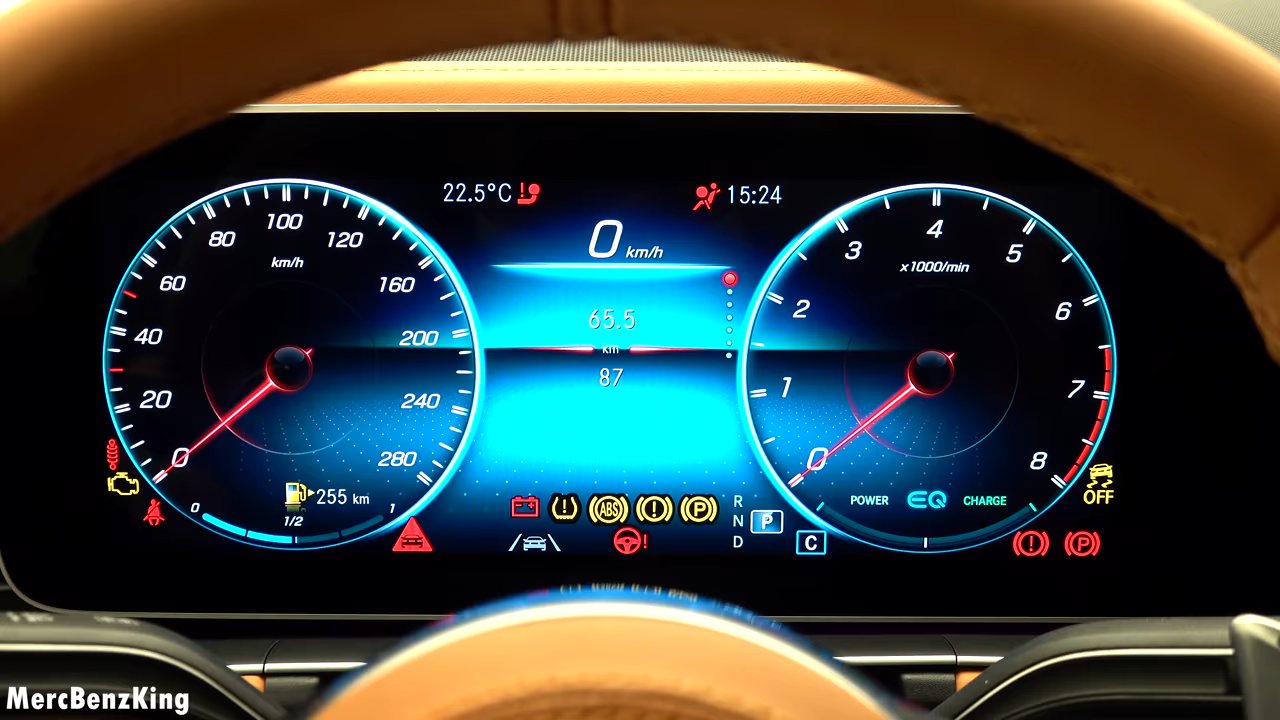 22.5°C
15:24
0 km/h
65.5
km
87
100
80
120
km/h
60
160
40
200
20
240
0
280
255 km
0
1/2
1
4
3
5
x1000/min
2
6
1
7
0
8
POWER EQ CHARGE
ABS
P
R
N P
D
C
OFF
P
MercBenzKing